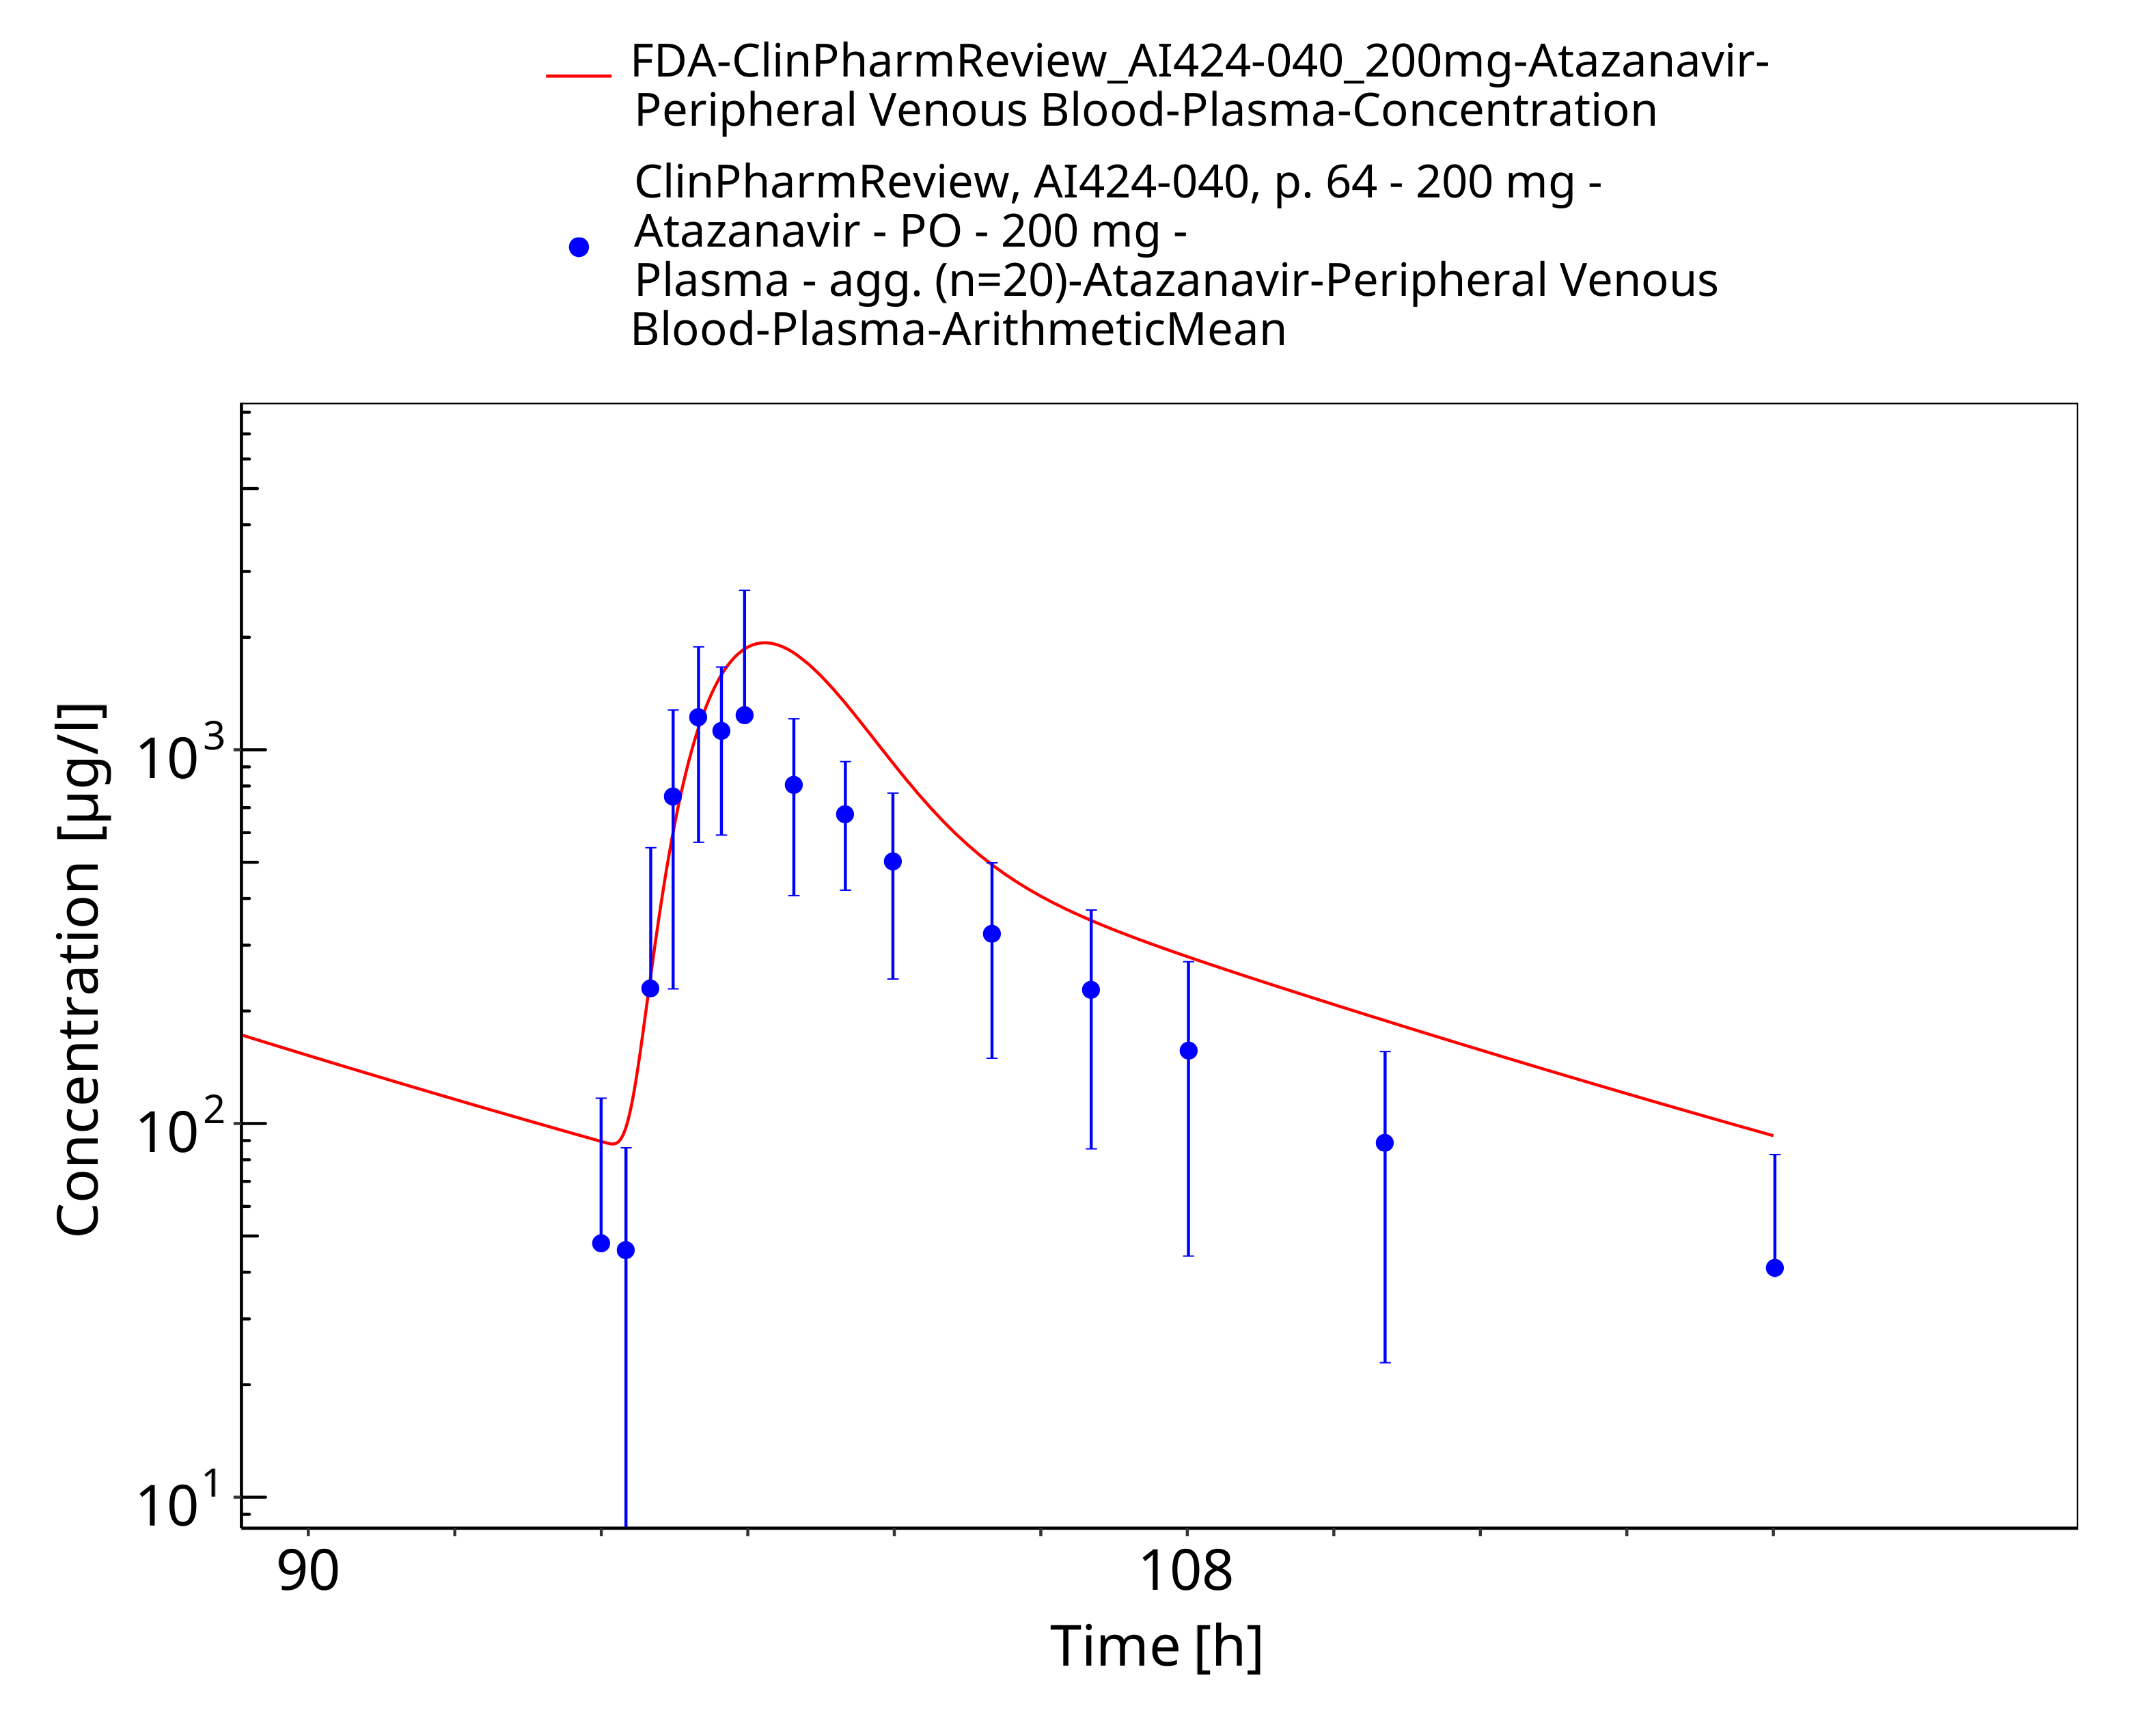 FDA-ClinPharmReview_AI424-040_200mg-Atazanavir-
Peripheral Venous Blood-Plasma-Concentration
ClinPharmReview, AI424-040, p. 64 - 200 mg -
Atazanavir - PO - 200 mg -
Plasma - agg. (n=20)-Atazanavir-Peripheral Venous
Blood-Plasma-ArithmeticMean
Concentration [µg/l]
10³
10²
10¹
90 108
Time [h]